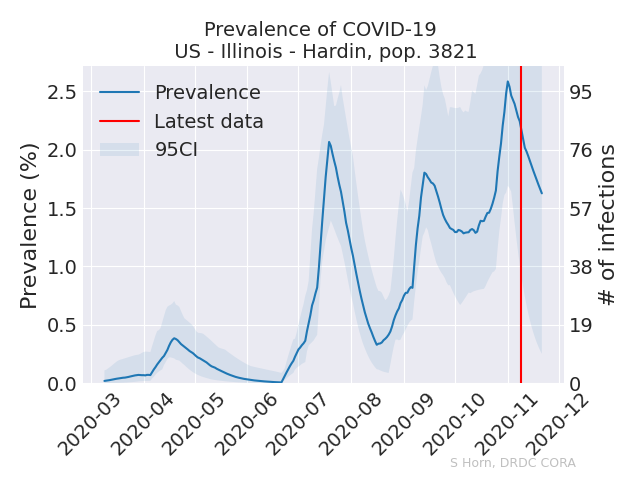 Prevalence of COVID-19
US - Illinois - Hardin, pop. 3821
Prevalence (%)
2.5
2.0
1.5
1.0
0.5
0.0
Prevalence
Latest data
95CI
95
76
57
38
19
0
# of infections
2020-03
2020-04
2020-05
2020-06
2020-07
2020-08
2020-09
2020-10
2020-11
2020-12
S Horn, DRDC CORA